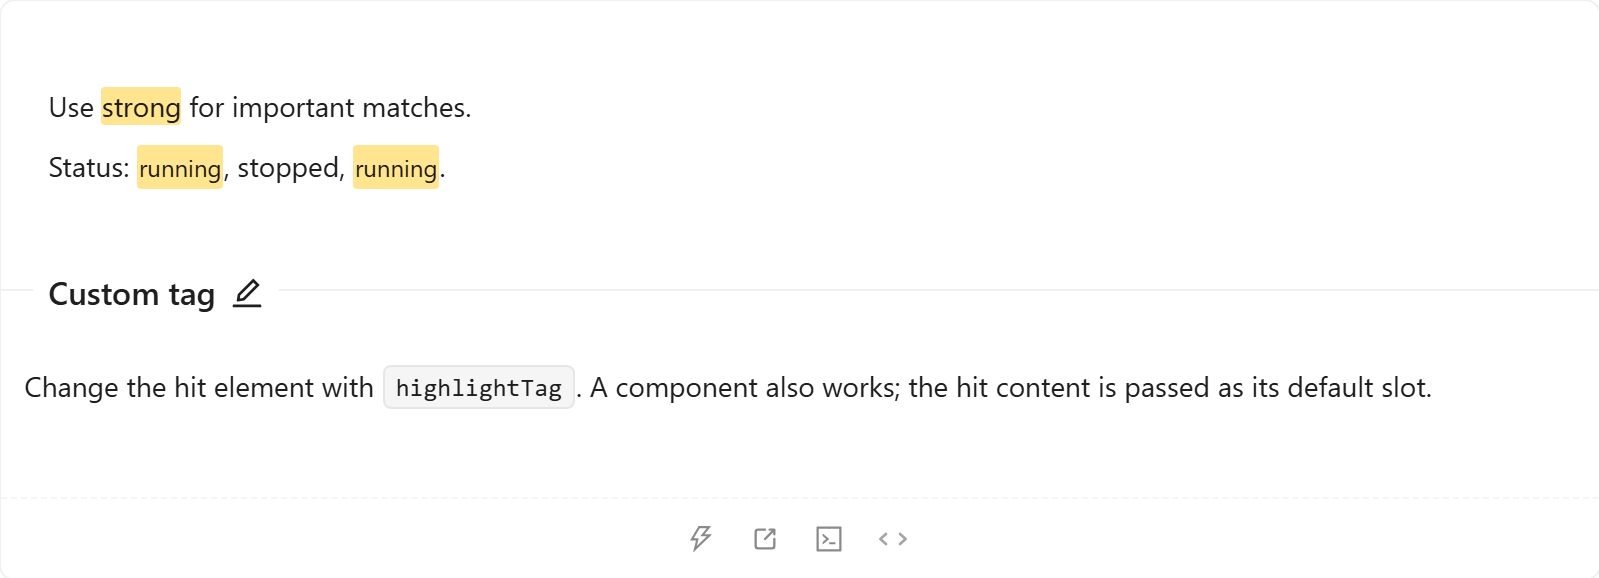 Use strong for important matches.
Status: running, stopped, running.
Custom tag
Change the hit element with highlightTag. A component also works; the hit content is passed as its default slot.